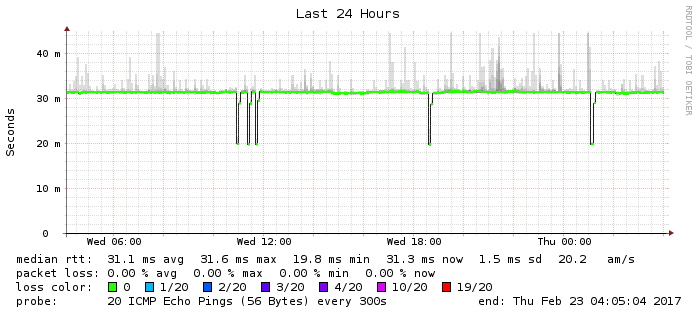 Last 24 Hours
RRDTOOL / TOBI OETIKER
Seconds
40 m
30 m
20 m
10 m
0
Wed 06:00 Wed 12:00 Wed 18:00 Thu 00:00
median rtt: 31.1 ms avg 31.6 ms max 19.8 ms min 31.3 ms now 1.5 ms sd 20.2 am/s
packet loss: 0.00 % avg 0.00 % max 0.00 % min 0.00 % now
loss color: 0 1/20 2/20 3/20 4/20 10/20 19/20
probe: 20 ICMP Echo Pings (56 Bytes) every 300s end: Thu Feb 23 04:05:04 2017